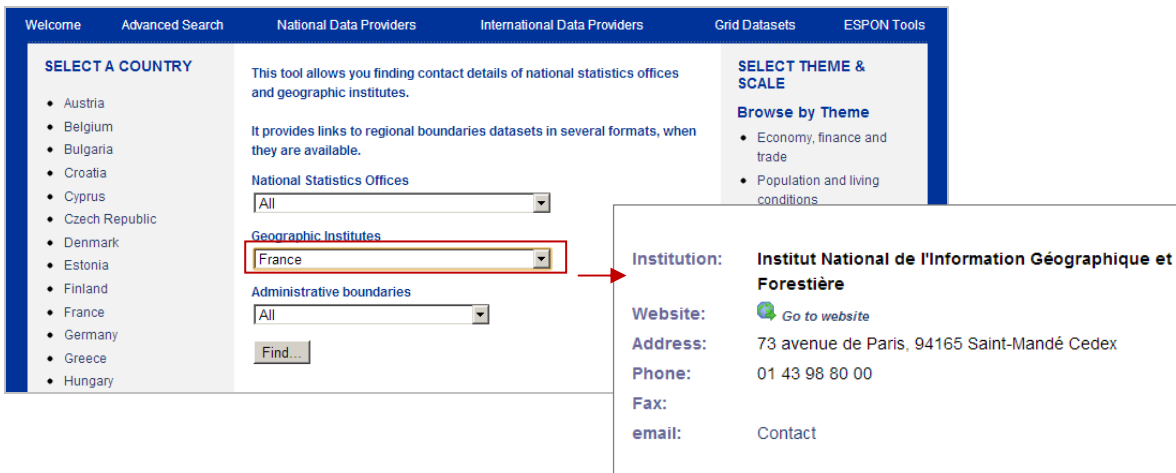 Welcome Advanced Search National Data Providers International Data Providers Grid Datasets ESPON Tools
SELECT A COUNTRY
Austria
Belgium
Bulgaria
Croatia
Cyprus
Czech Republic
Denmark
Estonia
Finland
France
Germany
Greece
Hungary
This tool allows you finding contact details of national statistics offices
and geographic institutes.
It provides links to regional boundaries datasets in several formats, when
they are available.
National Statistics Offices
All
Geographic Institutes
France
Administrative boundaries
All
Find...
SELECT THEME &
SCALE
Browse by Theme
Economy, finance and
trade
Population and living
conditions
Institution: Institut National de l'Information Géographique et
Forestière
Website: Go to website
Address: 73 avenue de Paris, 94165 Saint-Mandé Cedex
Phone: 01 43 98 80 00
Fax:
email: Contact